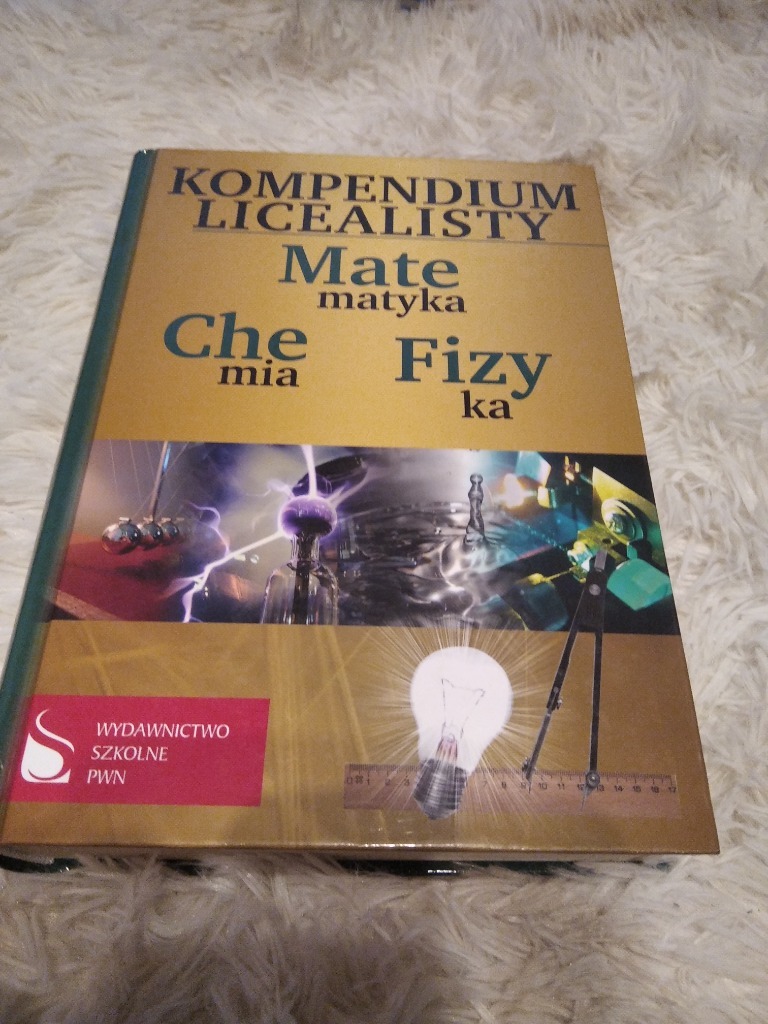 KOMPENDIUM
LICEALISTY
Mate
matyka
Che
mia
Fizy
ka
WYDAWNICTWO
SZKOLNE
PWN